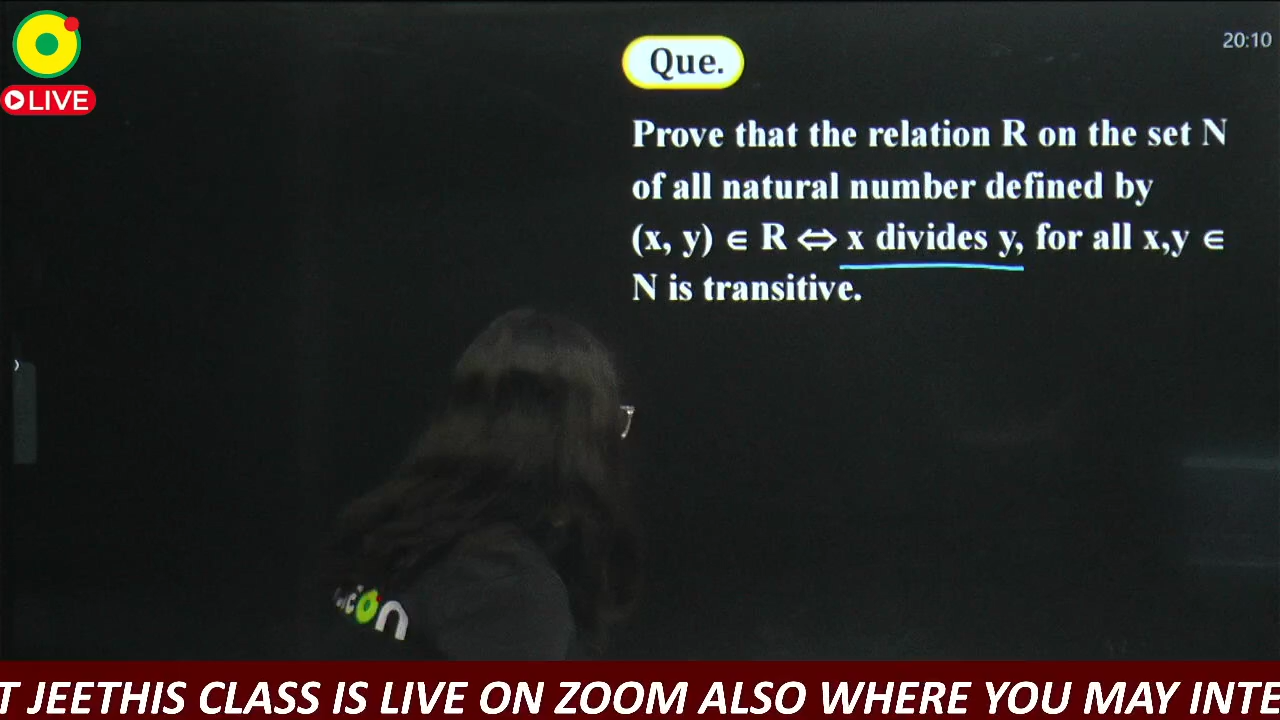 20:10
Que.
LIVE
Prove that the relation R on the set N
of all natural number defined by
(x, y) ∈ R ⇔ x divides y, for all x,y ∈
N is transitive.
T JEETHIS CLASS IS LIVE ON ZOOM ALSO WHERE YOU MAY INTE